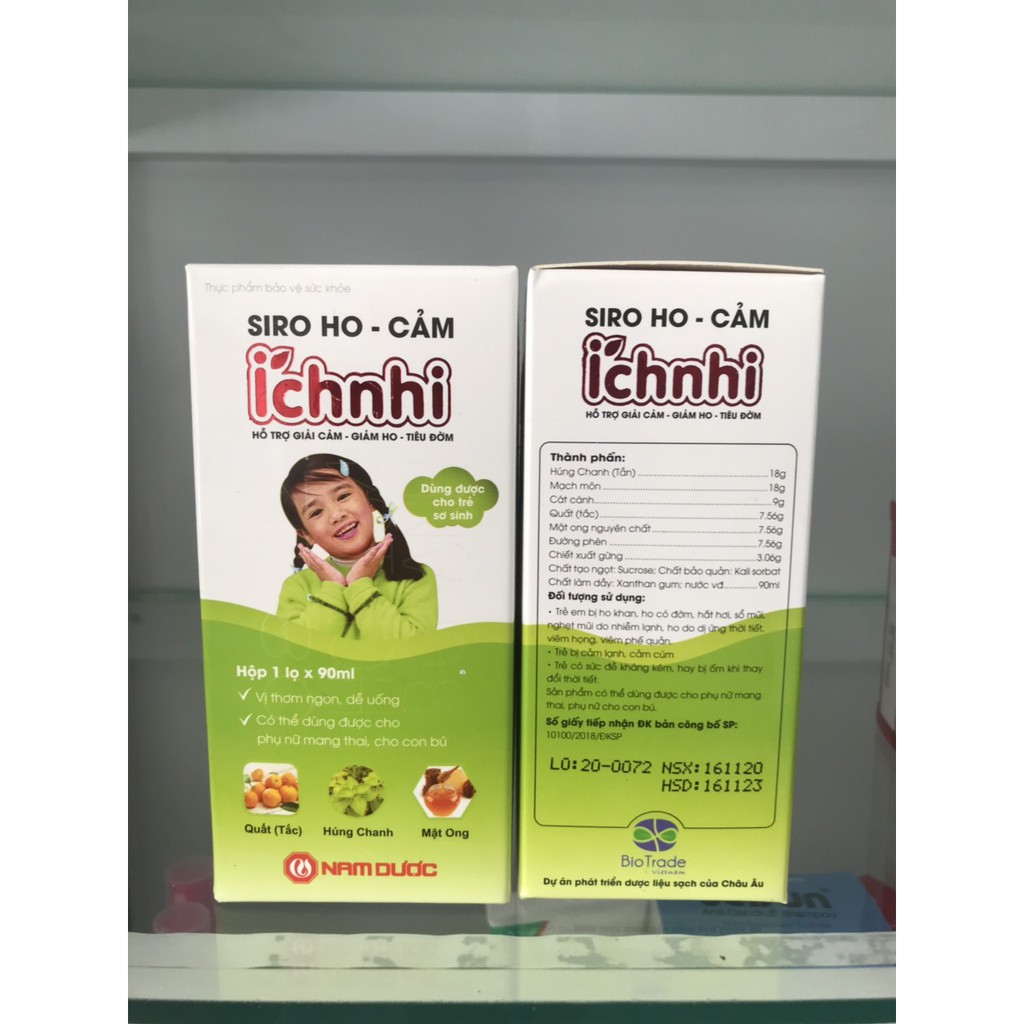 Thực phẩm bảo vệ sức khỏe
SIRO HO - CẢM
ichnhi
HỖ TRỢ GIẢI CẢM - GIẢM HO - TIÊU ĐỜM
Dùng được
cho trẻ
sơ sinh
Hộp 1 lọ x 90ml
Vị thơm ngon, dễ uống
Có thể dùng được cho
phụ nữ mang thai, cho con bú
Quất (Tắc)
Húng Chanh
Mật Ong
NAM DƯỢC
SIRO HO - CẢM
ichnhi
HỖ TRỢ GIẢI CẢM - GIẢM HO - TIÊU ĐỜM
Thành phần:
Húng Chanh (Tần) 18g
Mạch môn 18g
Cát cánh 9g
Quất (tắc) 7.56g
Mật ong nguyên chất 7.56g
Đường phèn 7.56g
Chiết xuất gừng 3.06g
Chất tạo ngọt: Sucrose; Chất bảo quản: Kali sorbat
Chất làm dầy: Xanthan gum; nước vđ 90ml
Đối tượng sử dụng:
• Trẻ em bị ho khan, ho có đờm, hắt hơi, sổ mũi,
nghẹt mũi do nhiễm lạnh, ho do dị ứng thời tiết,
viêm họng, viêm phế quản.
• Trẻ bị cảm lạnh, cảm cúm
• Trẻ có sức đề kháng kém, hay bị ốm khi thay
đổi thời tiết.
Sản phẩm có thể dùng được cho phụ nữ mang
thai, phụ nữ cho con bú.
Số giấy tiếp nhận ĐK bản công bố SP:
10100/2018/ĐKSP
LÔ:20-0072 NSX:161120
HSD:161123
BioTrade
Vietnam
Dự án phát triển dược liệu sạch của Châu Âu